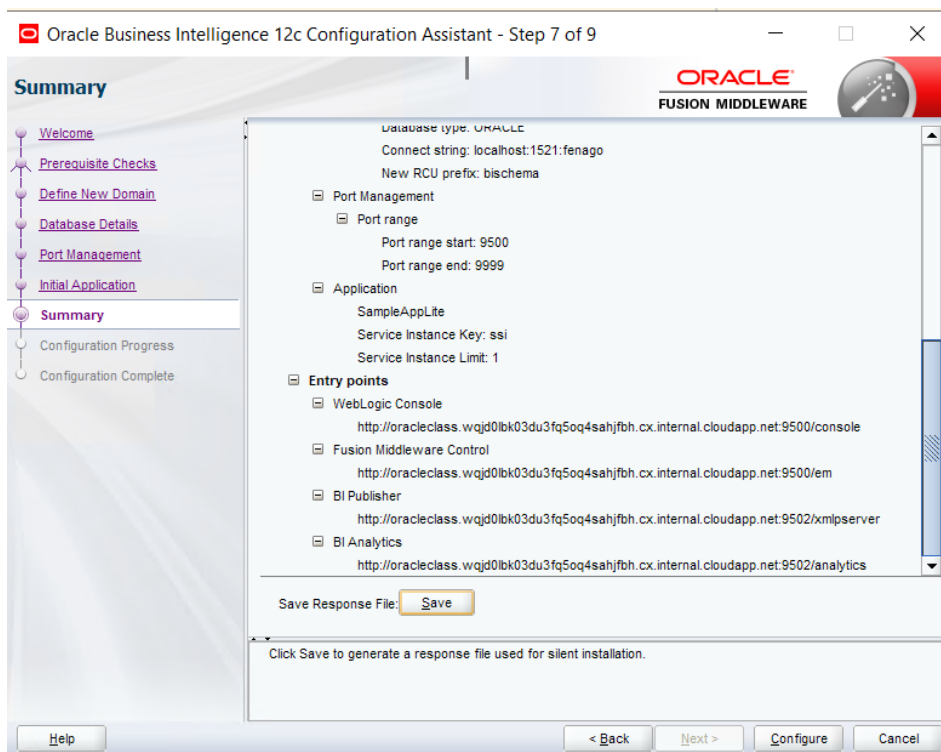 Oracle Business Intelligence 12c Configuration Assistant - Step 7 of 9
Summary
ORACLE
FUSION MIDDLEWARE
Welcome
Prerequisite Checks
Define New Domain
Database Details
Port Management
Initial Application
Summary
Configuration Progress
Configuration Complete
Database type: ORACLE
Connect string: localhost:1521:fenago
New RCU prefix: bischema
Port Management
Port range
Port range start: 9500
Port range end: 9999
Application
SampleAppLite
Service Instance Key: ssi
Service Instance Limit: 1
Entry points
WebLogic Console
http://oracleclass.wqjd0lbk03du3fq5oq4sahjfbh.cx.internal.cloudapp.net:9500/console
Fusion Middleware Control
http://oracleclass.wqjd0lbk03du3fq5oq4sahjfbh.cx.internal.cloudapp.net:9500/em
BI Publisher
http://oracleclass.wqjd0lbk03du3fq5oq4sahjfbh.cx.internal.cloudapp.net:9502/xmlpserver
BI Analytics
http://oracleclass.wqjd0lbk03du3fq5oq4sahjfbh.cx.internal.cloudapp.net:9502/analytics
Save Response File: Save
Click Save to generate a response file used for silent installation.
Help < Back Next > Configure Cancel